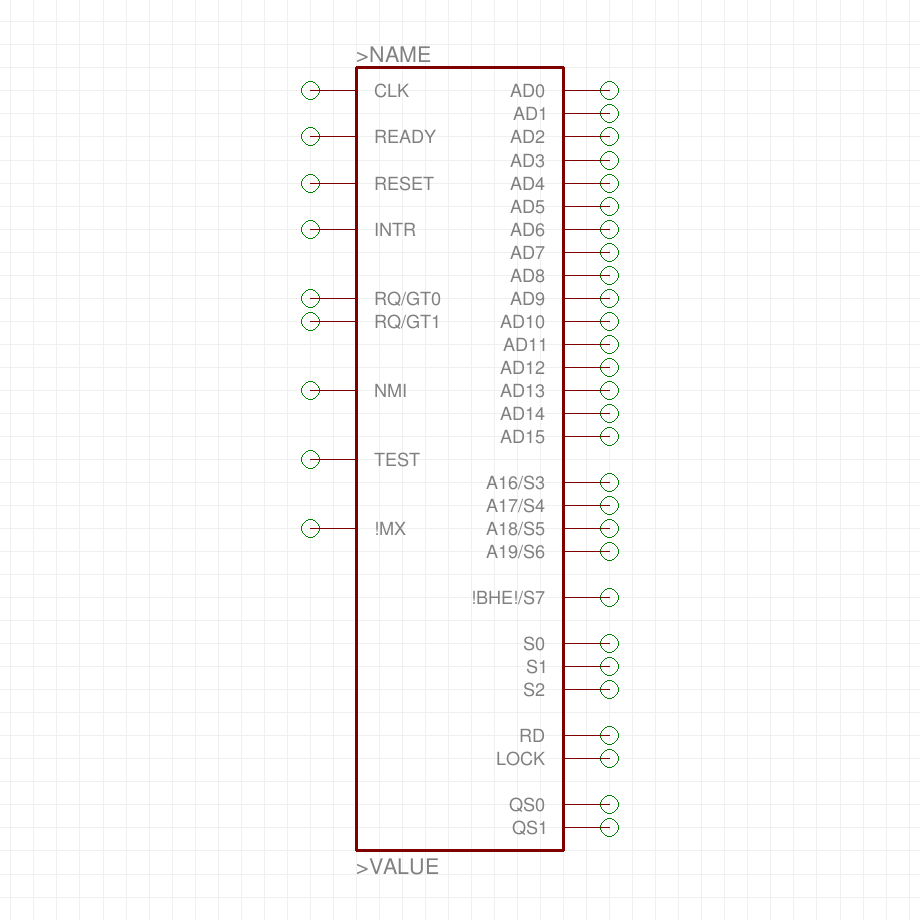 >NAME
CLK AD0
AD1
READY AD2
AD3
RESET AD4
AD5
INTR AD6
AD7
AD8
RQ/GT0 AD9
RQ/GT1 AD10
AD11
AD12
NMI AD13
AD14
AD15
TEST
A16/S3
A17/S4
!MX A18/S5
A19/S6
!BHE!/S7
S0
S1
S2
RD
LOCK
QS0
QS1
>VALUE